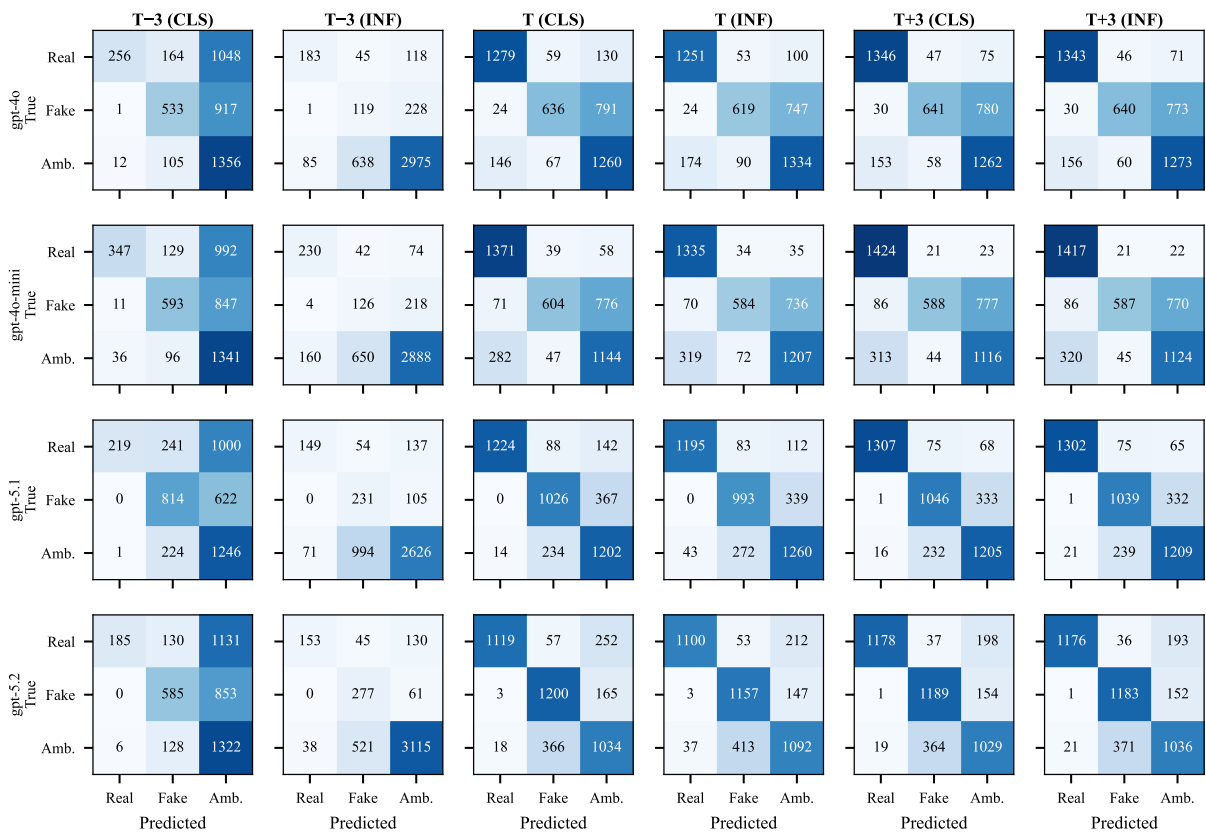 T−3 (CLS) T−3 (INF) T (CLS) T (INF) T+3 (CLS) T+3 (INF)
gpt-4o
True
Real 256 164 1048 183 45 118 1279 59 130 1251 53 100 1346 47 75 1343 46 71
Fake 1 533 917 1 119 228 24 636 791 24 619 747 30 641 780 30 640 773
Amb. 12 105 1356 85 638 2975 146 67 1260 174 90 1334 153 58 1262 156 60 1273
gpt-4o-mini
True
Real 347 129 992 230 42 74 1371 39 58 1335 34 35 1424 21 23 1417 21 22
Fake 11 593 847 4 126 218 71 604 776 70 584 736 86 588 777 86 587 770
Amb. 36 96 1341 160 650 2888 282 47 1144 319 72 1207 313 44 1116 320 45 1124
gpt-5.1
True
Real 219 241 1000 149 54 137 1224 88 142 1195 83 112 1307 75 68 1302 75 65
Fake 0 814 622 0 231 105 0 1026 367 0 993 339 1 1046 333 1 1039 332
Amb. 1 224 1246 71 994 2626 14 234 1202 43 272 1260 16 232 1205 21 239 1209
gpt-5.2
True
Real 185 130 1131 153 45 130 1119 57 252 1100 53 212 1178 37 198 1176 36 193
Fake 0 585 853 0 277 61 3 1200 165 3 1157 147 1 1189 154 1 1183 152
Amb. 6 128 1322 38 521 3115 18 366 1034 37 413 1092 19 364 1029 21 371 1036
Real Fake Amb. Real Fake Amb. Real Fake Amb. Real Fake Amb. Real Fake Amb. Real Fake Amb.
Predicted Predicted Predicted Predicted Predicted Predicted